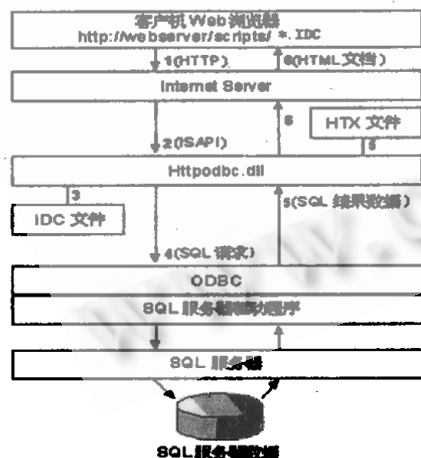 客户机 Web 浏览器
http://webserver/scripts/ *.IDC
1(HTTP)
6(HTML 文档)
Internet Server
2(ISAPI)
6
HTX 文件
5
Httpodbc.dll
3
IDC 文件
5(SQL 结果数据)
4(SQL 请求)
ODBC
SQL 服务器驱动程序
SQL 服务器
SQL 服务器数据